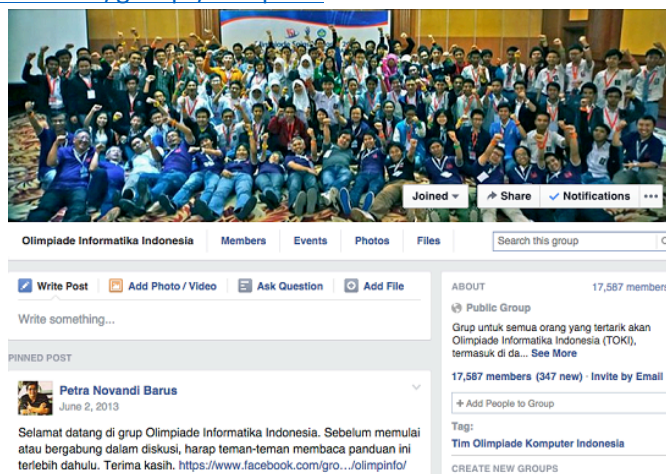 Joined
Share
Notifications
Olimpiade Informatika Indonesia Members Events Photos Files Search this group
Write Post Add Photo / Video Ask Question Add File
Write something...
PINNED POST
Petra Novandi Barus
June 2, 2013
Selamat datang di grup Olimpiade Informatika Indonesia. Sebelum memulai
atau bergabung dalam diskusi, harap teman-teman membaca panduan ini
terlebih dahulu. Terima kasih. https://www.facebook.com/gro…/olimpinfo/
ABOUT 17,587 members
Public Group
Grup untuk semua orang yang tertarik akan
Olimpiade Informatika Indonesia (TOKI),
termasuk di da... See More
17,587 members (347 new) · Invite by Email
+ Add People to Group
Tag:
Tim Olimpiade Komputer Indonesia
CREATE NEW GROUPS